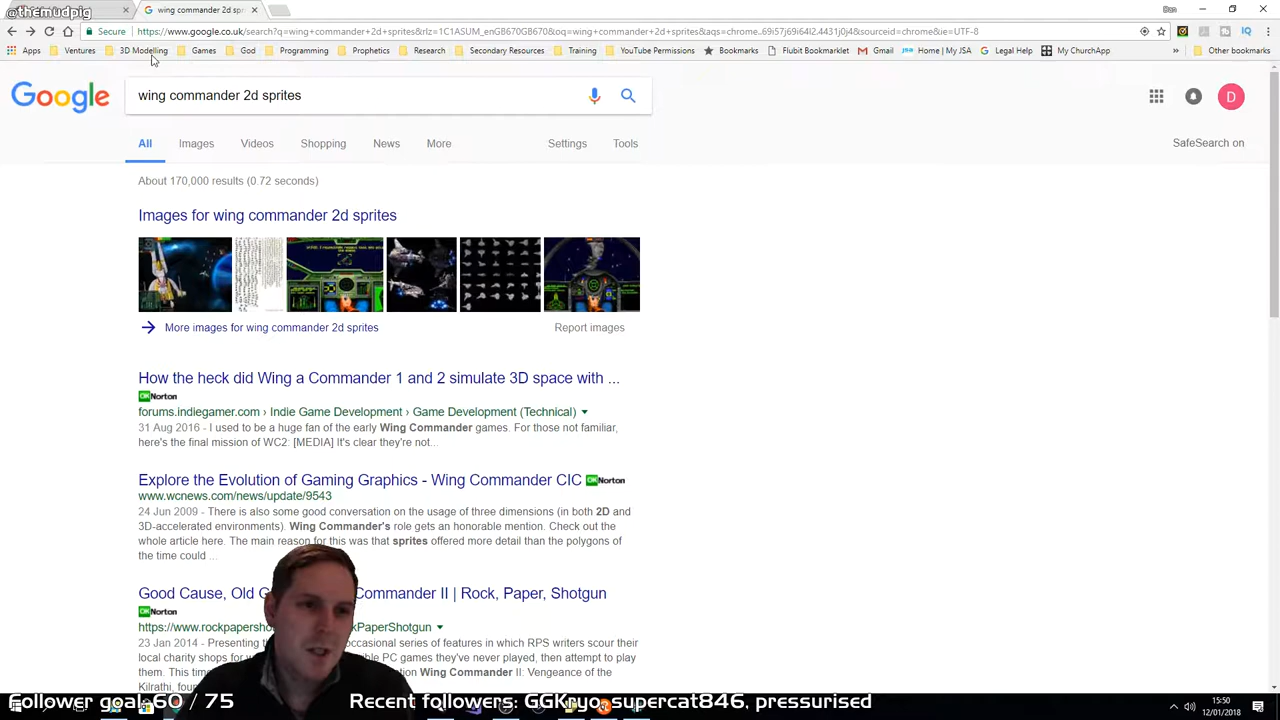 @themudpig
wing commander 2d spr
Ben
Secure
https://www.google.co.uk/search?q=wing+commander+2d+sprites&rlz=1C1ASUM_enGB670GB670&oq=wing+commander+2d+sprites&aqs=chrome..69i57j69i64l2.4431j0j4&sourceid=chrome&ie=UTF-8
Apps Ventures 3D Modelling Games God Programming Prophetics Research Secondary Resources Training YouTube Permissions Bookmarks Flubit Bookmarklet Gmail jsa Home | My JSA Legal Help My ChurchApp » Other bookmarks
Google
wing commander 2d sprites
D
All Images Videos Shopping News More Settings Tools
SafeSearch on
About 170,000 results (0.72 seconds)
Images for wing commander 2d sprites
More images for wing commander 2d sprites
Report images
How the heck did Wing a Commander 1 and 2 simulate 3D space with ...
OK Norton
forums.indiegamer.com › Indie Game Development › Game Development (Technical)
31 Aug 2016 - I used to be a huge fan of the early Wing Commander games. For those not familiar,
here's the final mission of WC2: [MEDIA] It's clear they're not...
Explore the Evolution of Gaming Graphics - Wing Commander CIC OK Norton
www.wcnews.com/news/update/9543
24 Jun 2009 - There is also some good conversation on the usage of three dimensions (in both 2D and
3D-accelerated environments). Wing Commander's role gets an honorable mention. Check out the
whole article here. The main reason for this was that sprites offered more detail than the polygons of
the time could ...
Good Cause, Old G Commander II | Rock, Paper, Shotgun
OK Norton
https://www.rockpapersho kPaperShotgun
23 Jan 2014 - Presenting th occasional series of features in which RPS writers scour their
local charity shops for ible PC games they've never played, then attempt to play
them. This time Wing Commander II: Vengeance of the
Kilrathi, fou
Follower goal: 60 / 75
Recent followers: GGKryo, supercat846, pressurised
15:50
12/01/2018